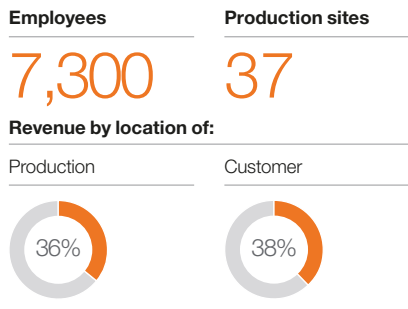 Employees
Production sites
7,300
37
Revenue by location of:
Production
Customer
36%
38%